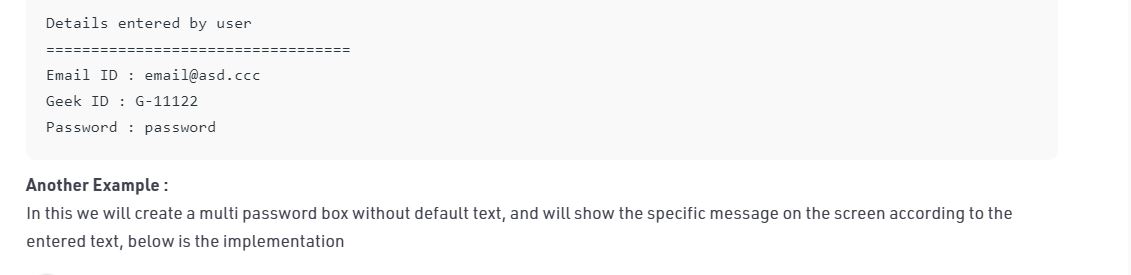 Details entered by user
==================================
Email ID : email@asd.ccc
Geek ID : G-11122
Password : password
Another Example :
In this we will create a multi password box without default text, and will show the specific message on the screen according to the
entered text, below is the implementation